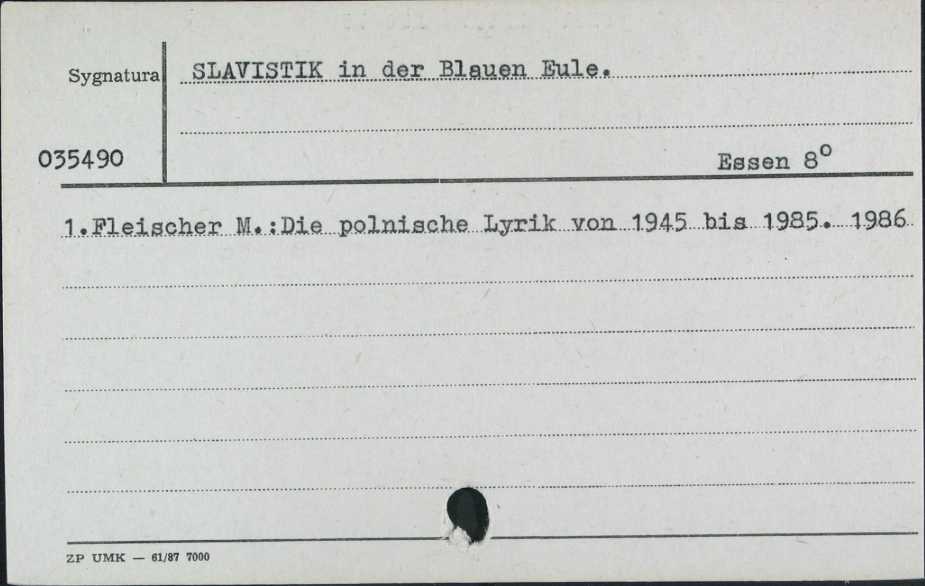 Sygnatura
SLAVISTIK in der Blauen Eule.
035490
Essen 8°
1.Fleischer M.:Die polnische Lyrik von 1945 bis 1985. 1986
ZP UMK — 61/87 7000